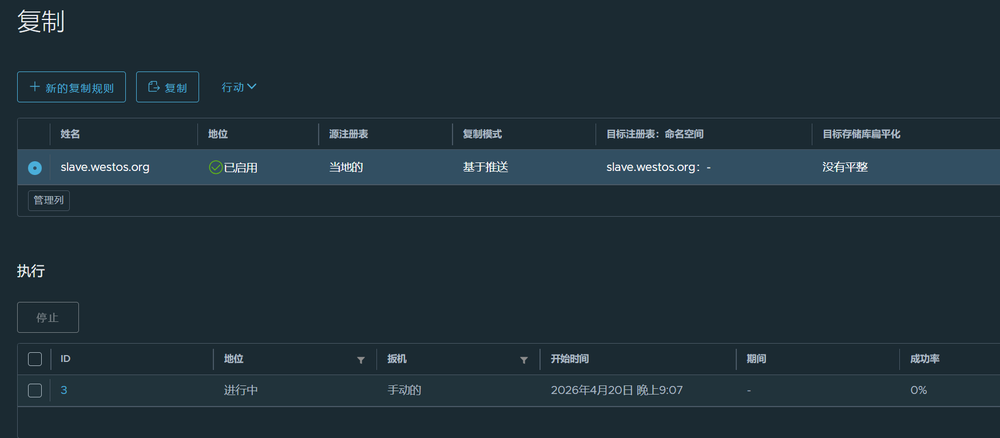 复制
新的复制规则 复制 行动
姓名 地位 源注册表 复制模式 目标注册表：命名空间 目标存储库扁平化
slave.westos.org 已启用 当地的 基于推送 slave.westos.org：- 没有平整
管理列
执行
停止
ID 地位 扳机 开始时间 期间 成功率
3 进行中 手动的 2026年4月20日 晚上9:07 - 0%